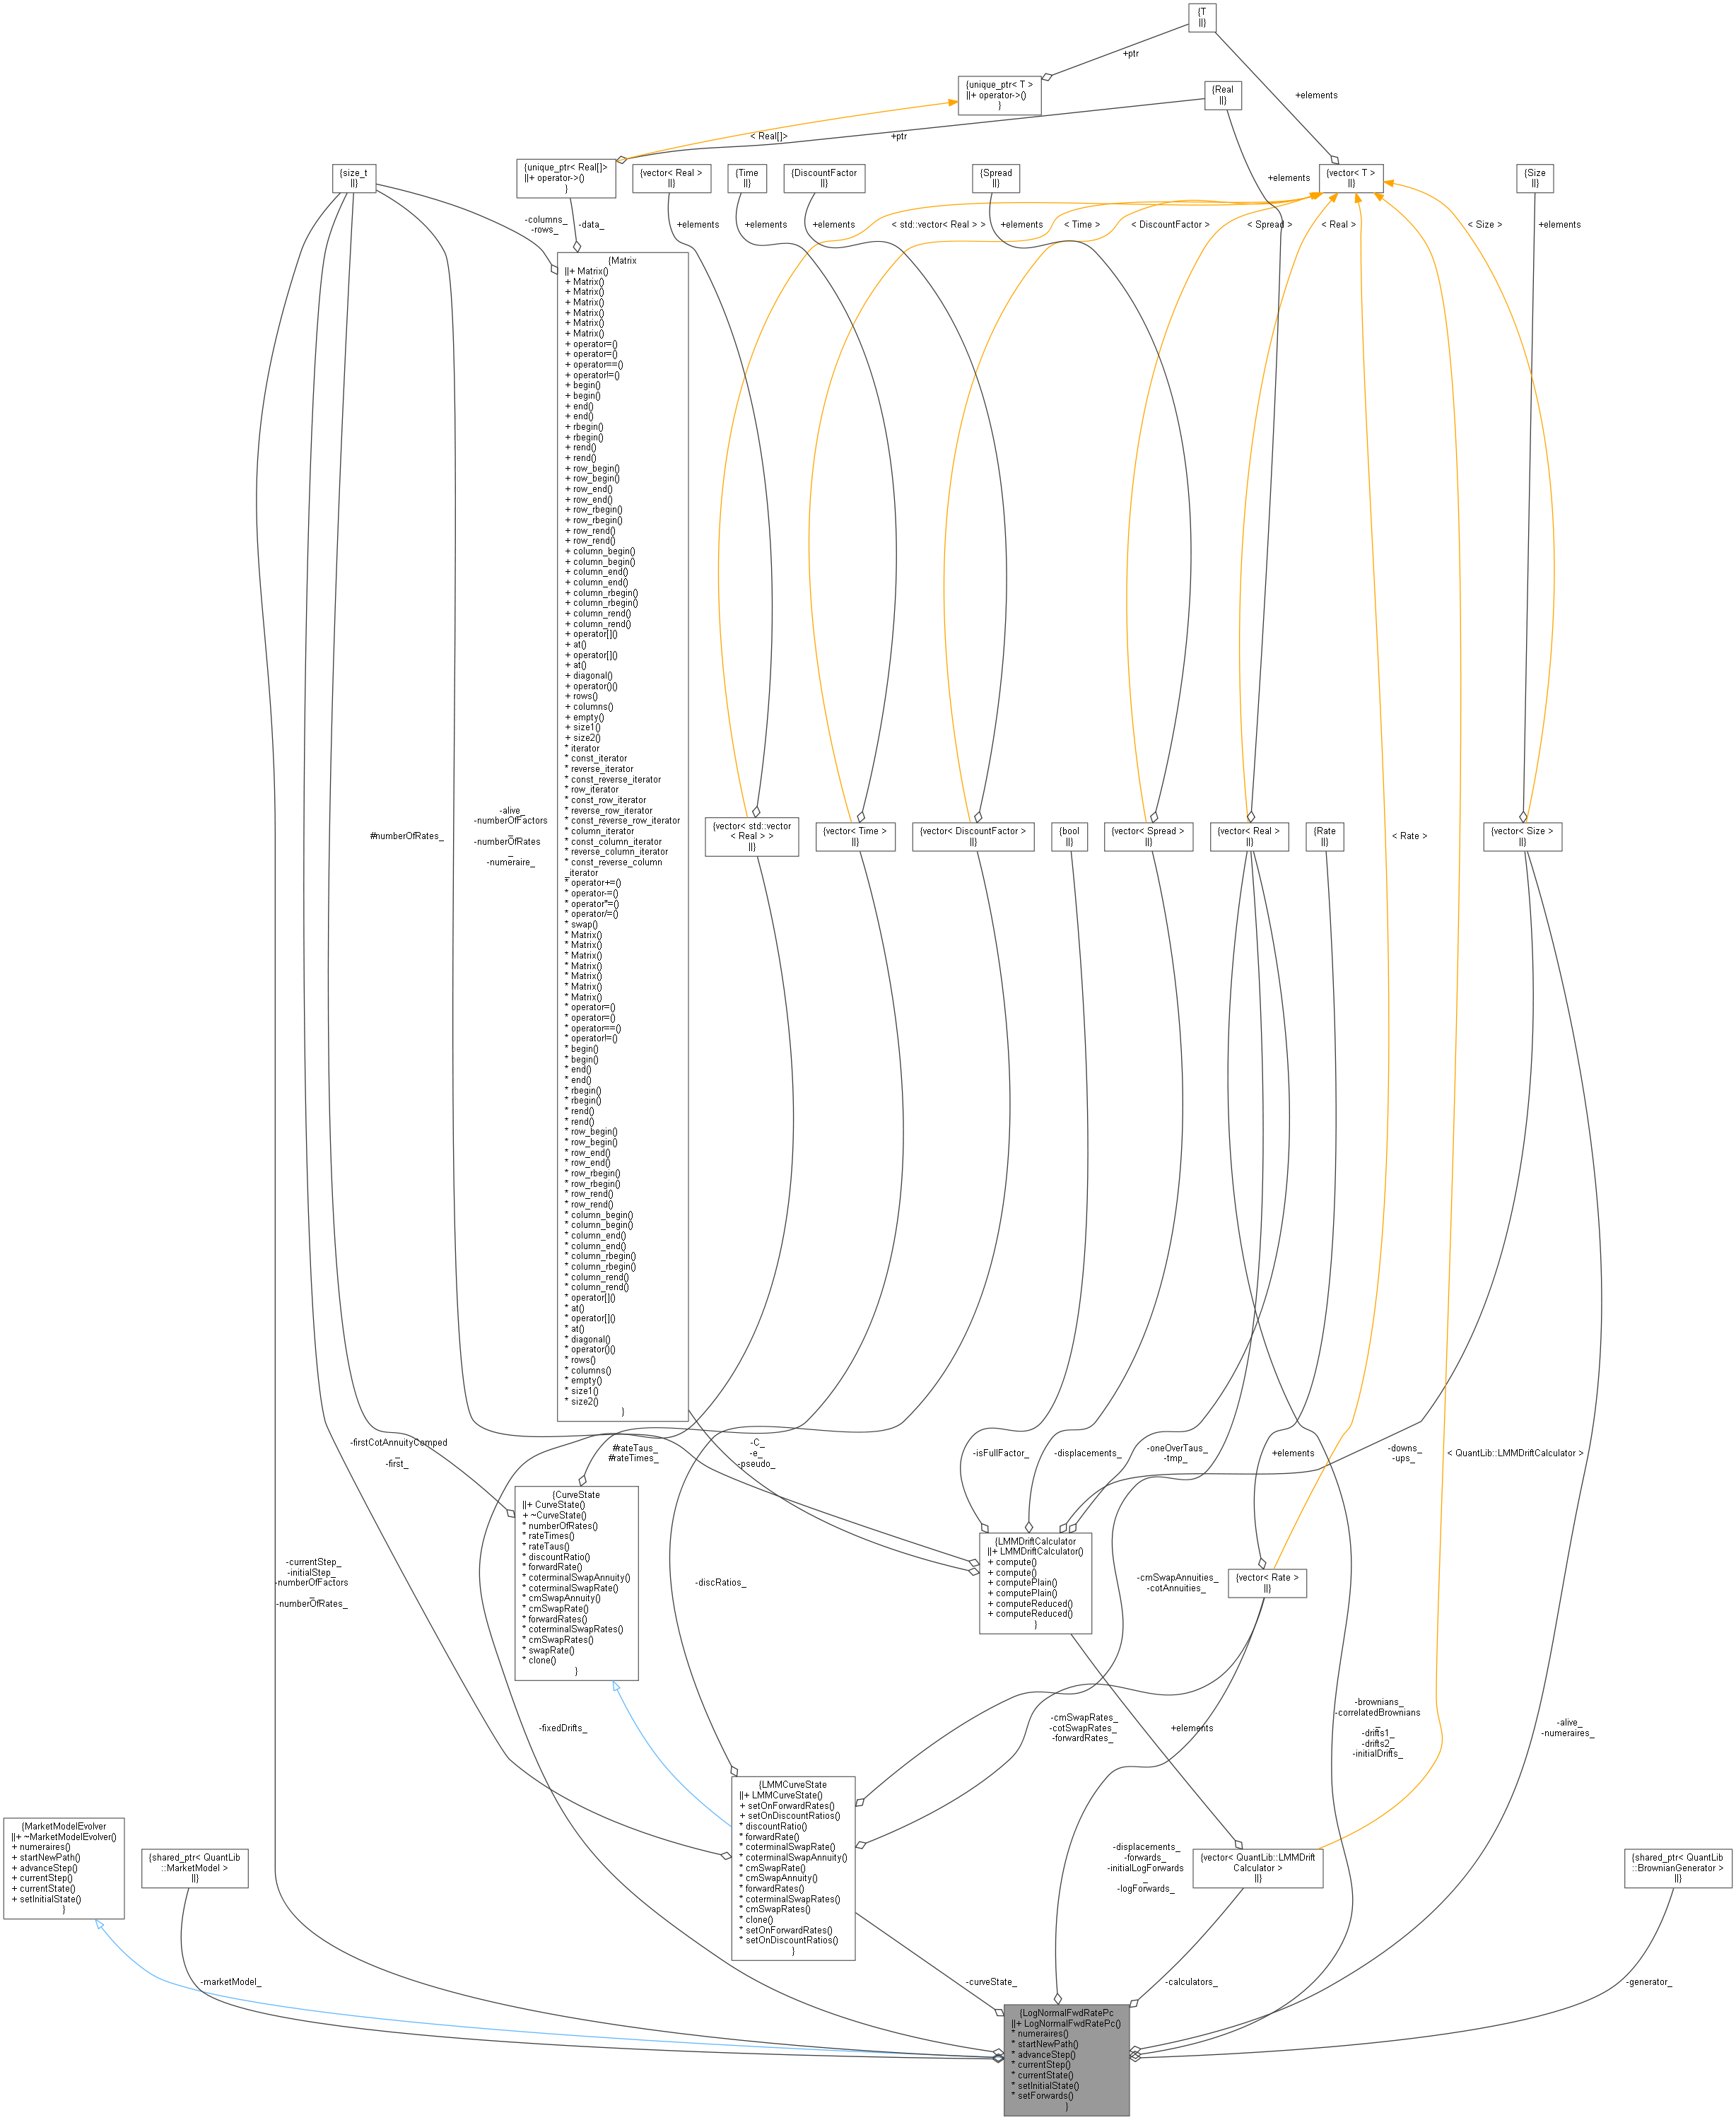 {T
||}
+ptr
{unique_ptr< T >
||+ operator->()
}
{Real
||}
+elements
< Real[]>
+ptr
{size_t
||}
{unique_ptr< Real[]>
||+ operator->()
}
{vector< Real >
||}
{Time
||}
{DiscountFactor
||}
{Spread
||}
+elements
{vector< T >
||}
{Size
||}
-columns_
-rows_
-data_
+elements
+elements
+elements
< std::vector< Real > >
+elements
< Time >
< DiscountFactor >
< Spread >
< Real >
< Size >
+elements
{Matrix
||+ Matrix()
+ Matrix()
+ Matrix()
+ Matrix()
+ Matrix()
+ Matrix()
+ Matrix()
+ operator=()
+ operator=()
+ operator==()
+ operator!=()
+ begin()
+ begin()
+ end()
+ end()
+ rbegin()
+ rbegin()
+ rend()
+ rend()
+ row_begin()
+ row_begin()
+ row_end()
+ row_end()
+ row_rbegin()
+ row_rbegin()
+ row_rend()
+ row_rend()
+ column_begin()
+ column_begin()
+ column_end()
+ column_end()
+ column_rbegin()
+ column_rbegin()
+ column_rend()
+ column_rend()
+ operator[]()
+ at()
+ operator[]()
+ at()
+ diagonal()
+ operator()()
+ rows()
+ columns()
+ empty()
+ size1()
+ size2()
* iterator
* const_iterator
* reverse_iterator
* const_reverse_iterator
* row_iterator
* const_row_iterator
* reverse_row_iterator
* const_reverse_row_iterator
* column_iterator
* const_column_iterator
* reverse_column_iterator
* const_reverse_column
_iterator
* operator+=()
* operator-=()
* operator*=()
* operator/=()
* swap()
* Matrix()
* Matrix()
* Matrix()
* Matrix()
* Matrix()
* Matrix()
* Matrix()
* operator=()
* operator=()
* operator==()
* operator!=()
* begin()
* begin()
* end()
* end()
* rbegin()
* rbegin()
* rend()
* rend()
* row_begin()
* row_begin()
* row_end()
* row_end()
* row_rbegin()
* row_rbegin()
* row_rend()
* row_rend()
* column_begin()
* column_begin()
* column_end()
* column_end()
* column_rbegin()
* column_rbegin()
* column_rend()
* column_rend()
* operator[]()
* at()
* operator[]()
* at()
* diagonal()
* operator()()
* rows()
* columns()
* empty()
* size1()
* size2()
}
#numberOfRates_
-alive_
-numberOfFactors
_
-numberOfRates
_
-numeraire_
{vector< std::vector
< Real > >
||}
{vector< Time >
||}
{vector< DiscountFactor >
||}
{bool
||}
{vector< Spread >
||}
{vector< Real >
||}
{Rate
||}
< Rate >
{vector< Size >
||}
-firstCotAnnuityComped
_
-first_
#rateTaus_
#rateTimes_
-C_
-e_
-pseudo_
-isFullFactor_
-displacements_
-oneOverTaus_
-tmp_
+elements
-downs_
-ups_
< QuantLib::LMMDriftCalculator >
{CurveState
||+ CurveState()
+ ~CurveState()
* numberOfRates()
* rateTimes()
* rateTaus()
* discountRatio()
* forwardRate()
* coterminalSwapAnnuity()
* coterminalSwapRate()
* cmSwapAnnuity()
* cmSwapRate()
* forwardRates()
* coterminalSwapRates()
* cmSwapRates()
* swapRate()
* clone()
}
{LMMDriftCalculator
||+ LMMDriftCalculator()
+ compute()
+ compute()
+ computePlain()
+ computePlain()
+ computeReduced()
+ computeReduced()
}
{vector< Rate >
||}
-currentStep_
-initialStep_
-numberOfFactors
_
-numberOfRates_
-discRatios_
-cmSwapAnnuities_
-cotAnnuities_
-fixedDrifts_
-cmSwapRates_
-cotSwapRates_
-forwardRates_
+elements
-brownians_
-correlatedBrownians
_
-drifts1_
-drifts2_
-initialDrifts_
-alive_
-numeraires_
{MarketModelEvolver
||+ ~MarketModelEvolver()
+ numeraires()
+ startNewPath()
+ advanceStep()
+ currentStep()
+ currentState()
+ setInitialState()
}
{shared_ptr< QuantLib
::MarketModel >
||}
{LMMCurveState
||+ LMMCurveState()
+ setOnForwardRates()
+ setOnDiscountRatios()
* discountRatio()
* forwardRate()
* coterminalSwapRate()
* coterminalSwapAnnuity()
* cmSwapRate()
* cmSwapAnnuity()
* forwardRates()
* coterminalSwapRates()
* cmSwapRates()
* clone()
* setOnForwardRates()
* setOnDiscountRatios()
}
-displacements_
-forwards_
-initialLogForwards
_
-logForwards_
{vector< QuantLib::LMMDrift
Calculator >
||}
{shared_ptr< QuantLib
::BrownianGenerator >
||}
-marketModel_
-curveState_
-calculators_
-generator_
{LogNormalFwdRatePc
||+ LogNormalFwdRatePc()
* numeraires()
* startNewPath()
* advanceStep()
* currentStep()
* currentState()
* setInitialState()
* setForwards()
}